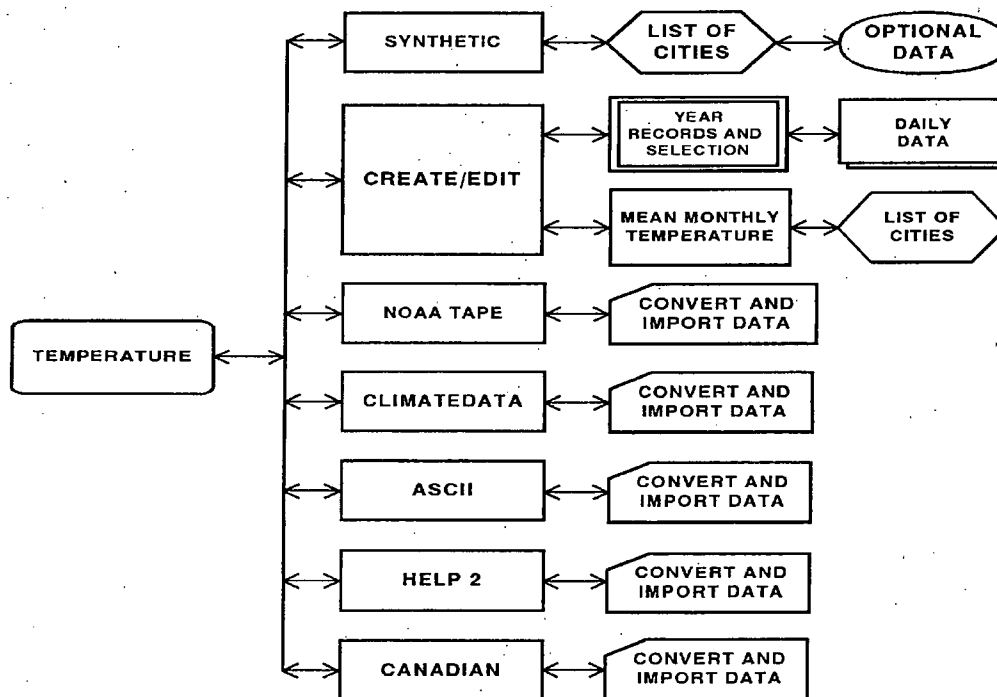 SYNTHETIC
LIST OF
CITIES
OPTIONAL
DATA
CREATE/EDIT
YEAR
RECORDS AND
SELECTION
DAILY
DATA
MEAN MONTHLY
TEMPERATURE
LIST OF
CITIES
TEMPERATURE
NOAA TAPE
CONVERT AND
IMPORT DATA
CLIMATEDATA
CONVERT AND
IMPORT DATA
ASCII
CONVERT AND
IMPORT DATA
HELP 2
CONVERT AND
IMPORT DATA
CANADIAN
CONVERT AND
IMPORT DATA